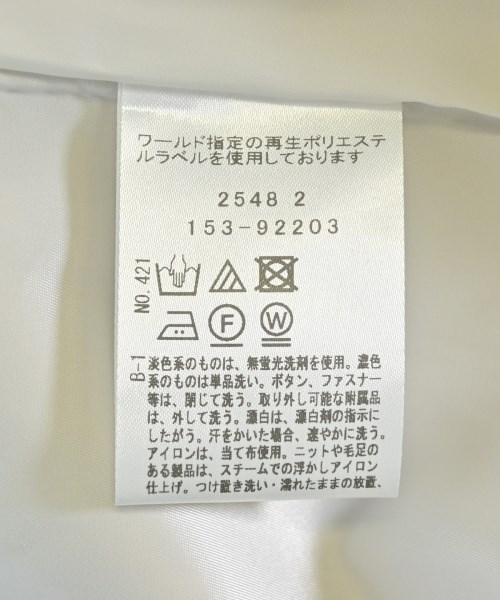 ワールド指定の再生ポリエステ
ルラベルを使用しております
2548 2
153-92203
NO.421
F
W
B-1
淡色系のものは、無蛍光洗剤を使用。濃色
系のものは単品洗い。ボタン、ファスナー
等は、閉じて洗う。取り外し可能な附属品
は、外して洗う。漂白は、漂白剤の指示に
したがう。汗をかいた場合、速やかに洗う。
アイロンは、当て布使用。ニットや毛足の
ある製品は、スチームでの浮かしアイロン
仕上げ。つけ置き洗い・濡れたままの放置、